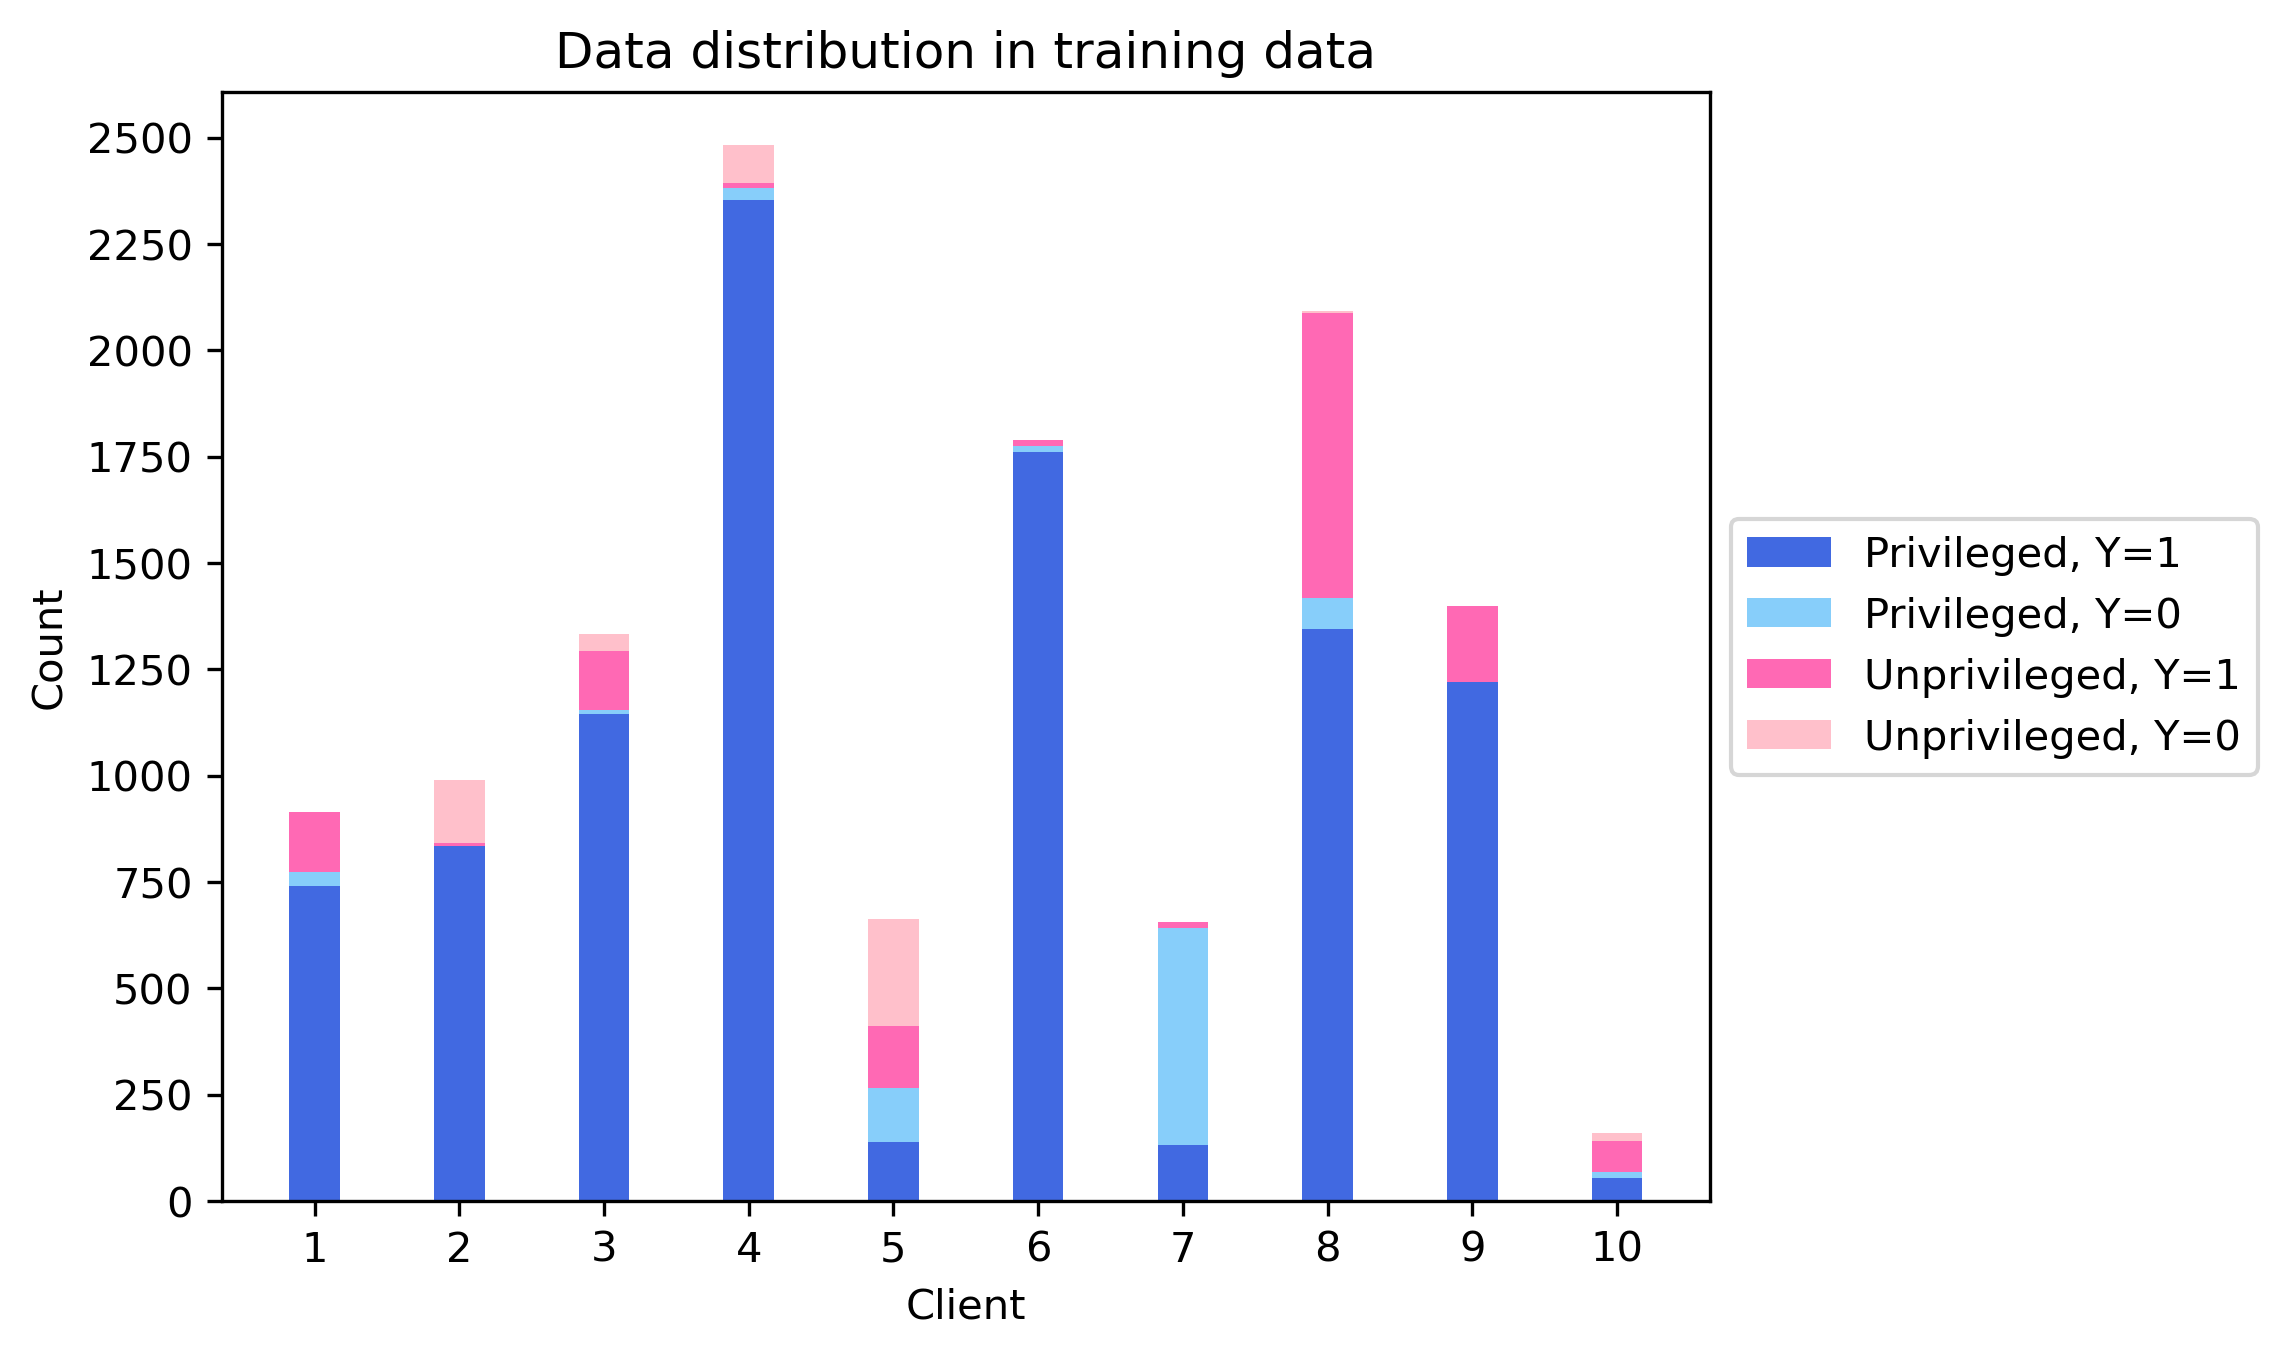 Data distribution in training data
Count
2500
2250
2000
1750
1500
1250
1000
750
500
250
0
1 2 3 4 5 6 7 8 9 10
Client
Privileged, Y=1
Privileged, Y=0
Unprivileged, Y=1
Unprivileged, Y=0